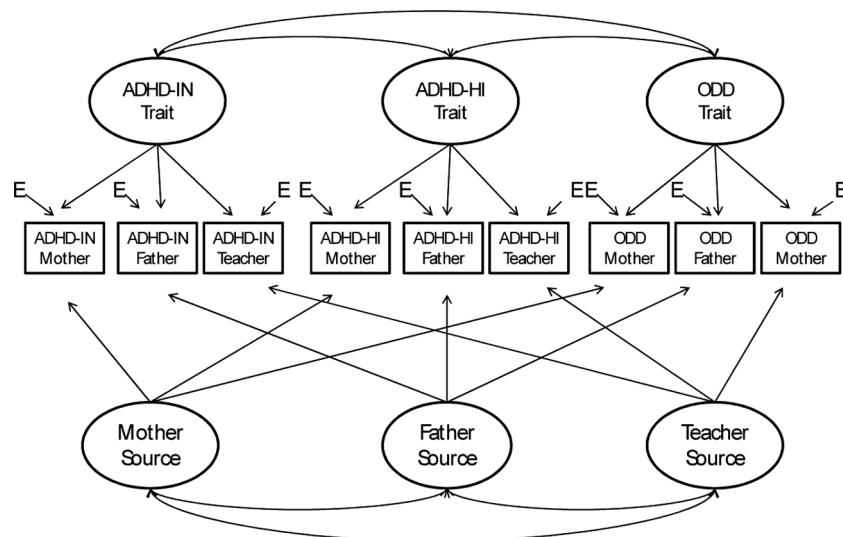 ADHD-IN
Trait
ADHD-HI
Trait
ODD
Trait
E
E
E E
E
EE
E
E
ADHD-IN
Mother
ADHD-IN
Father
ADHD-IN
Teacher
ADHD-HI
Mother
ADHD-HI
Father
ADHD-HI
Teacher
ODD
Mother
ODD
Father
ODD
Mother
Mother
Source
Father
Source
Teacher
Source